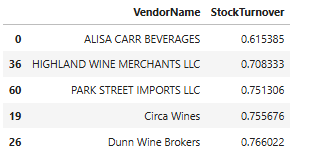 VendorName StockTurnover
0 ALISA CARR BEVERAGES 0.615385
36 HIGHLAND WINE MERCHANTS LLC 0.708333
60 PARK STREET IMPORTS LLC 0.751306
19 Circa Wines 0.755676
26 Dunn Wine Brokers 0.766022